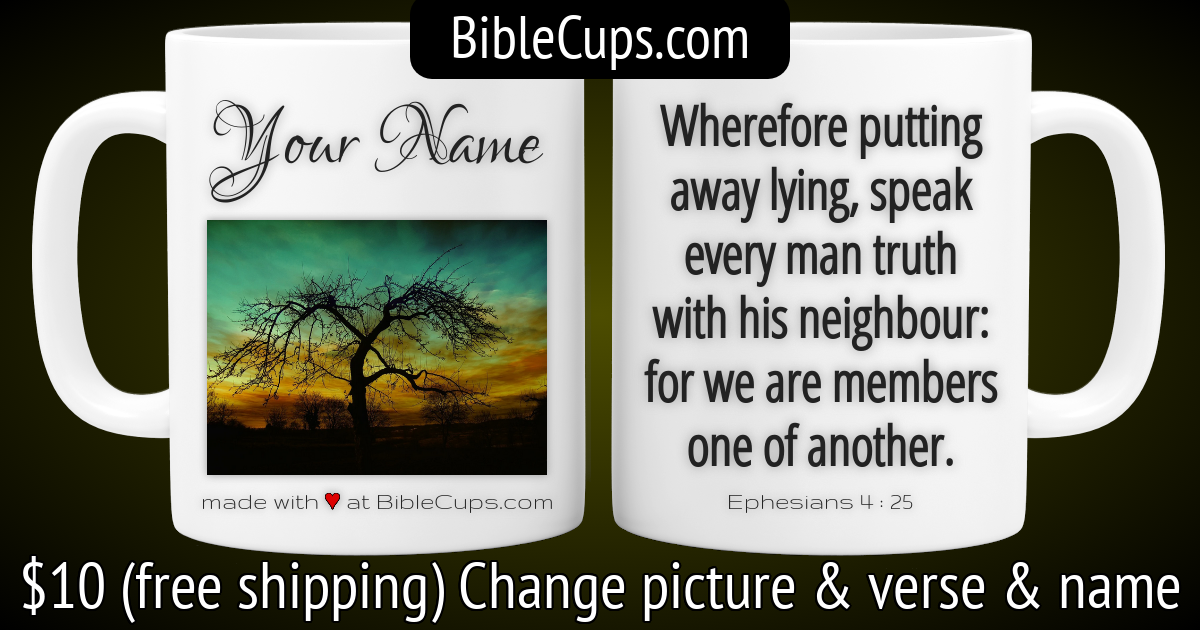 BibleCups.com
Your Name
made with ♥ at BibleCups.com
Wherefore putting
away lying, speak
every man truth
with his neighbour:
for we are members
one of another.
Ephesians 4 : 25
$10 (free shipping) Change picture & verse & name